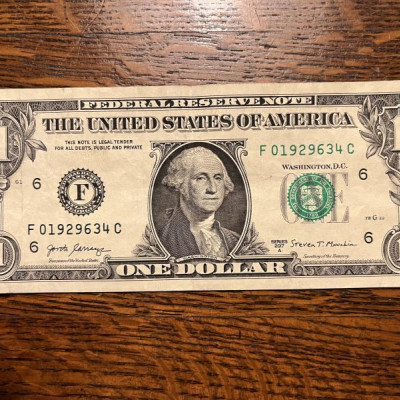 FEDERAL RESERVE NOTE
THE UNITED STATES OF AMERICA
THIS NOTE IS LEGAL TENDER
FOR ALL DEBTS, PUBLIC AND PRIVATE
F 01929634 C
WASHINGTON, D.C.
6
6
F
ONE
F 01929634 C
6
6
SERIES
2017
Steven T. Mnuchin
Secretary of the Treasury
ONE DOLLAR
1
1
1
1